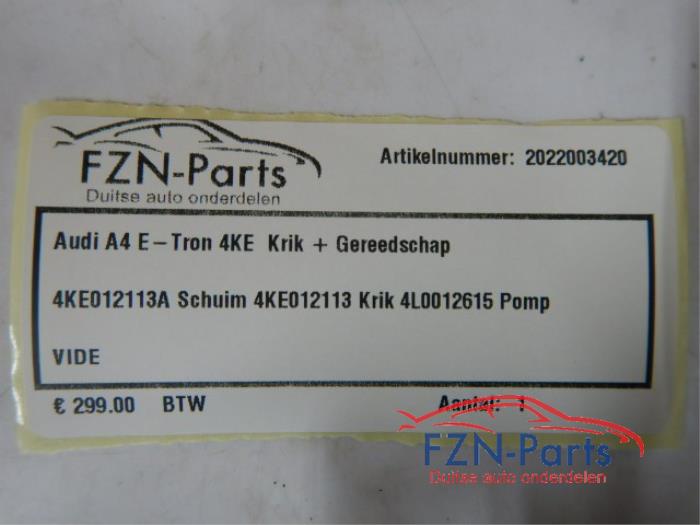 FZN-Parts
Duitse auto onderdelen
Artikelnummer: 2022003420
Audi A4 E-Tron 4KE Krik + Gereedschap
4KE012113A Schuim 4KE012113 Krik 4L0012615 Pomp
VIDE
€ 299.00 BTW
Aantal: 1
FZN-Parts
Duitse auto onderdelen